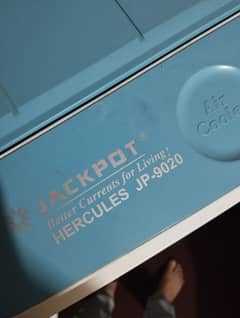 JACKPOT®
Better Currents for Living!
HERCULES JP-9020
Air
Cooler